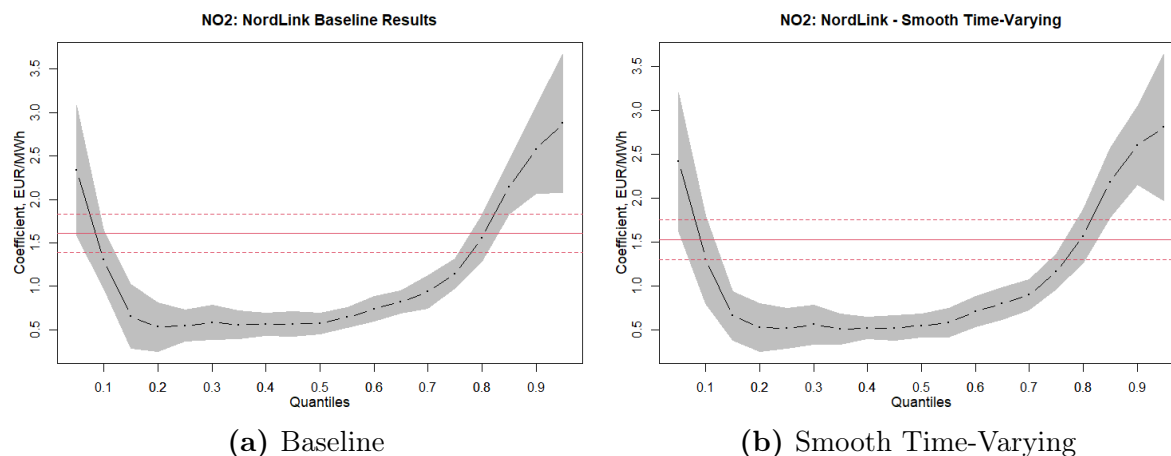 NO2: NordLink Baseline Results
Coefficient, EUR/MWh
3.5
3.0
2.5
2.0
1.5
1.0
0.5
0.1 0.2 0.3 0.4 0.5 0.6 0.7 0.8 0.9
Quantiles
(a) Baseline
NO2: NordLink - Smooth Time-Varying
Coefficient, EUR/MWh
3.5
3.0
2.5
2.0
1.5
1.0
0.5
0.1 0.2 0.3 0.4 0.5 0.6 0.7 0.8 0.9
Quantiles
(b) Smooth Time-Varying